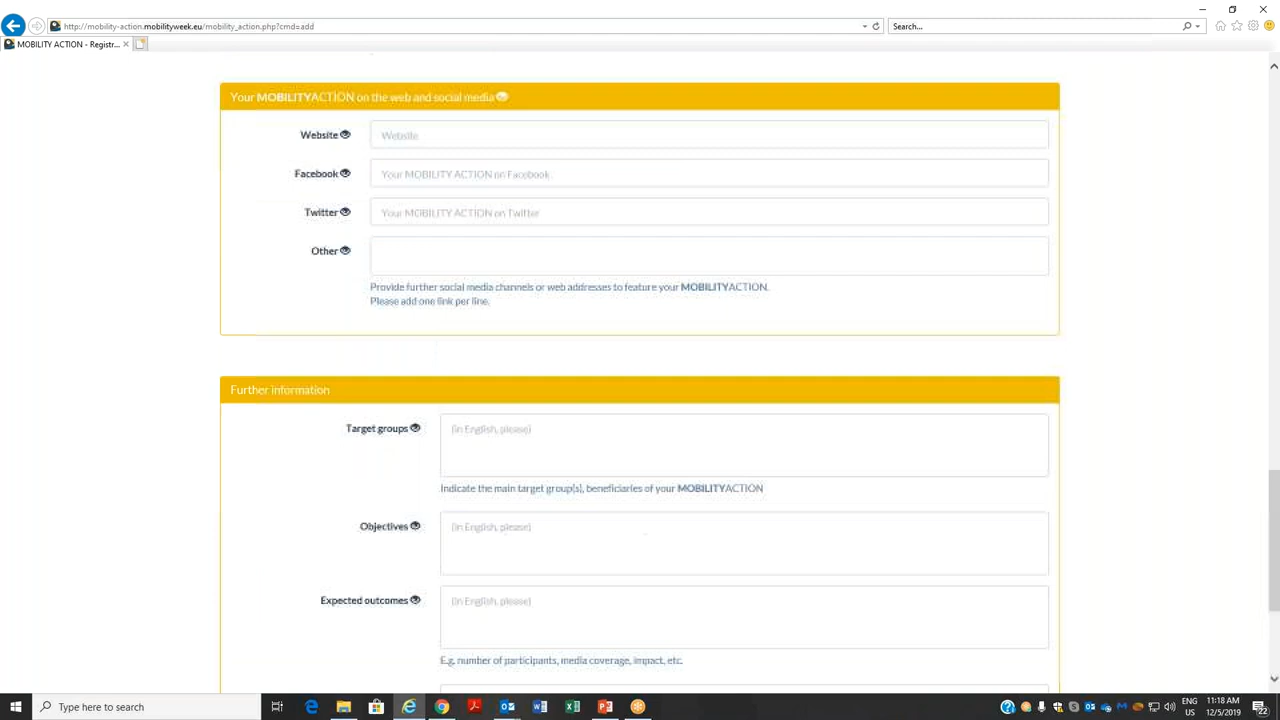 http://mobility-action.mobilityweek.eu/mobility_action.php?cmd=add
Search...
MOBILITY ACTION - Registr...
Your MOBILITYACTION on the web and social media
Website
Website
Facebook
Your MOBILITY ACTION on Facebook
Twitter
Your MOBILITY ACTION on Twitter
Other
Provide further social media channels or web addresses to feature your MOBILITYACTION.
Please add one link per line.
Further information
Target groups
(in English, please)
Indicate the main target group(s), beneficiaries of your MOBILITYACTION
Objectives
(in English, please)
Expected outcomes
(in English, please)
E.g. number of participants, media coverage, impact, etc.
Type here to search
ENG
US
11:18 AM
12/5/2019
22